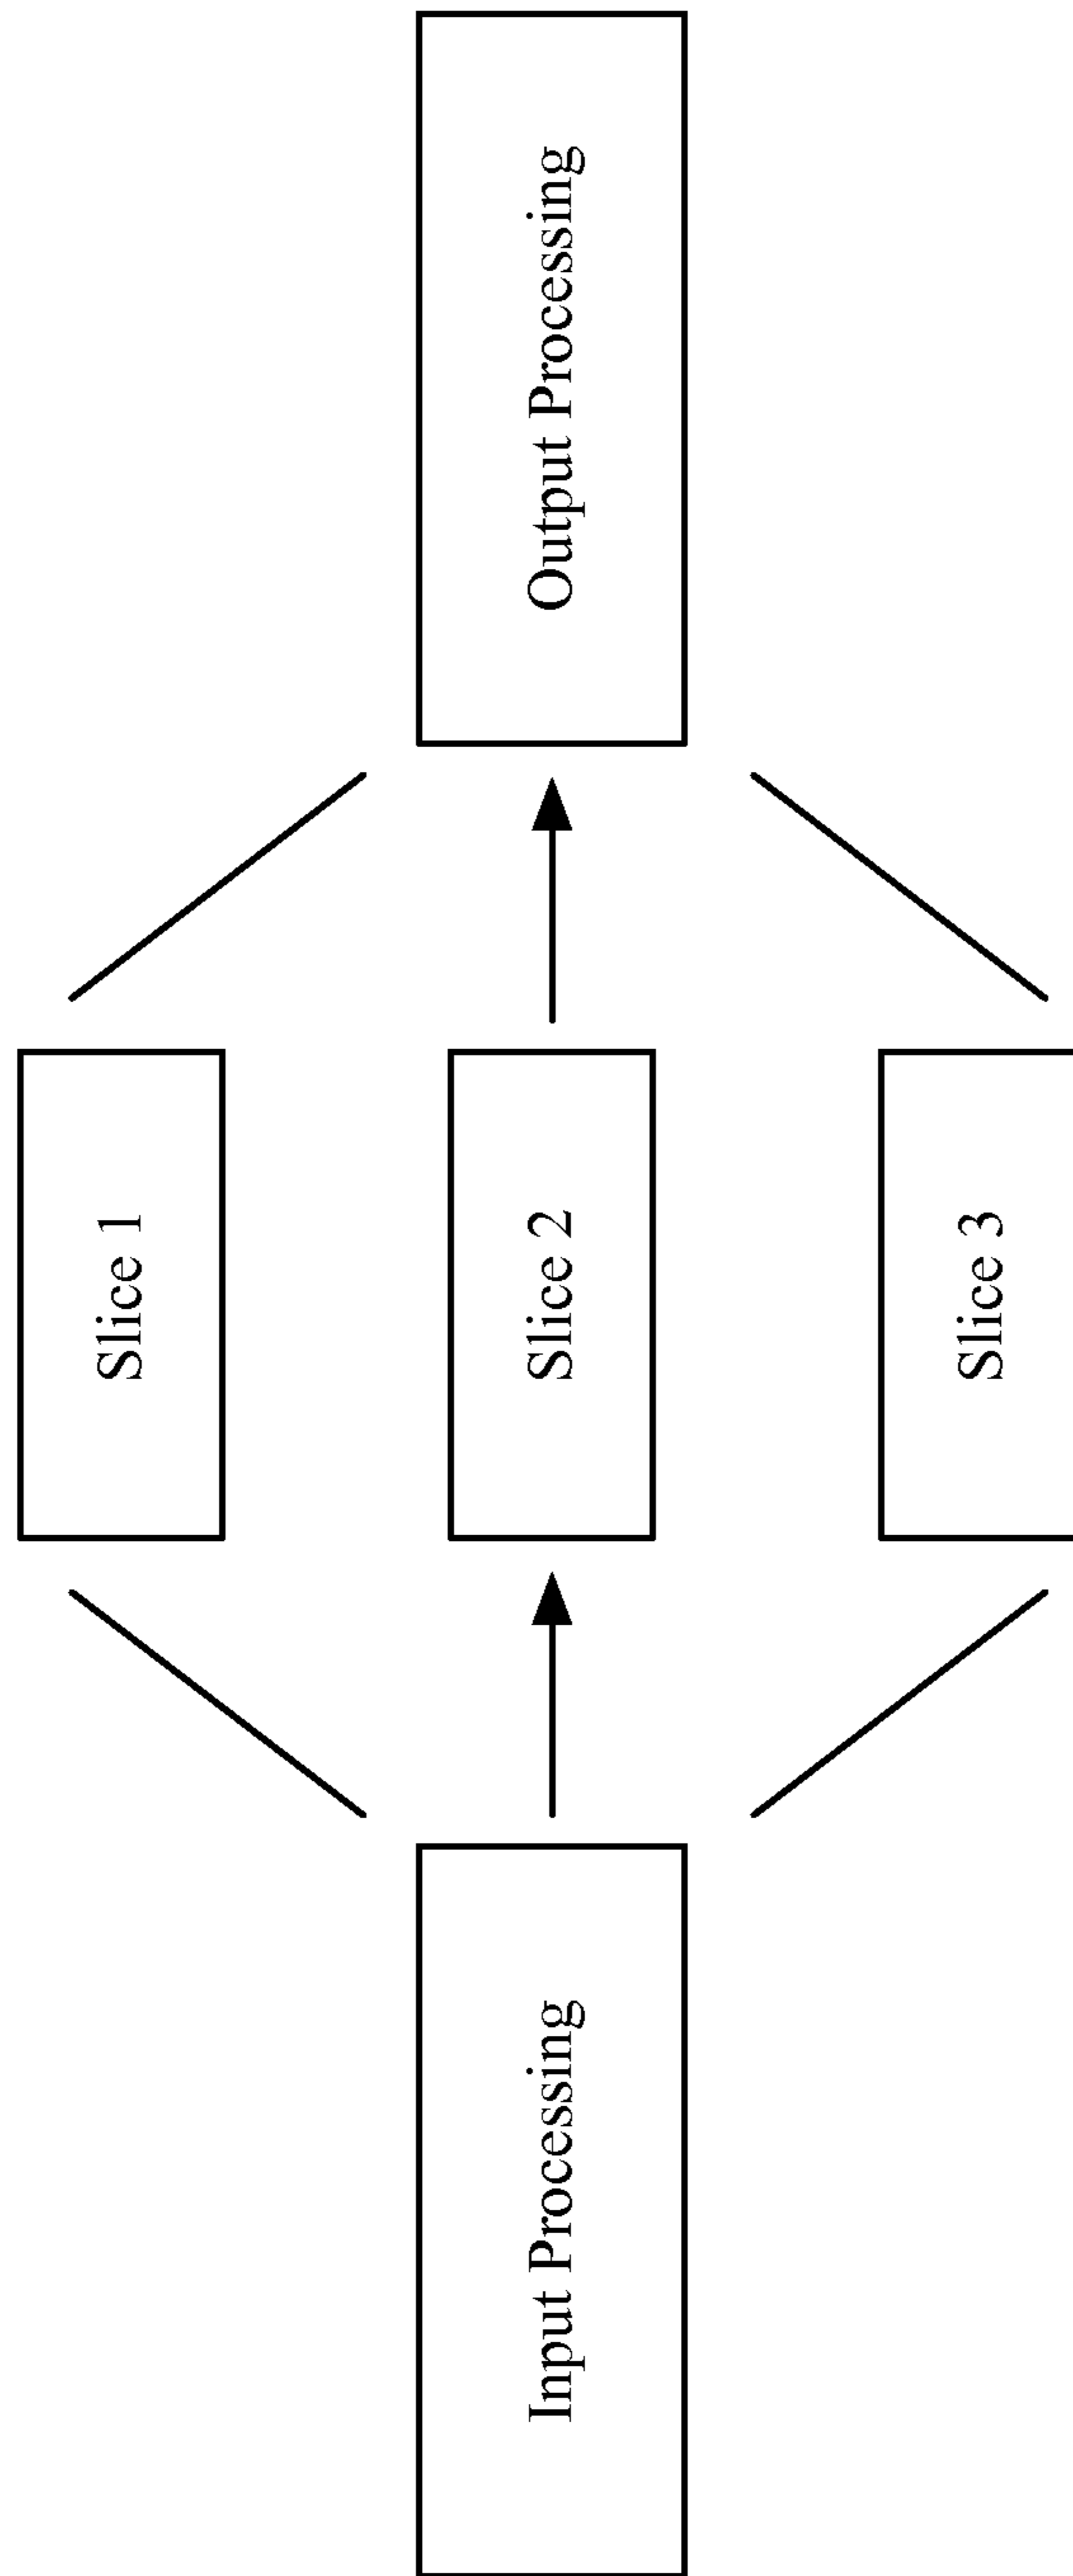 Input Processing
Slice 1
Slice 2
Slice 3
Output Processing